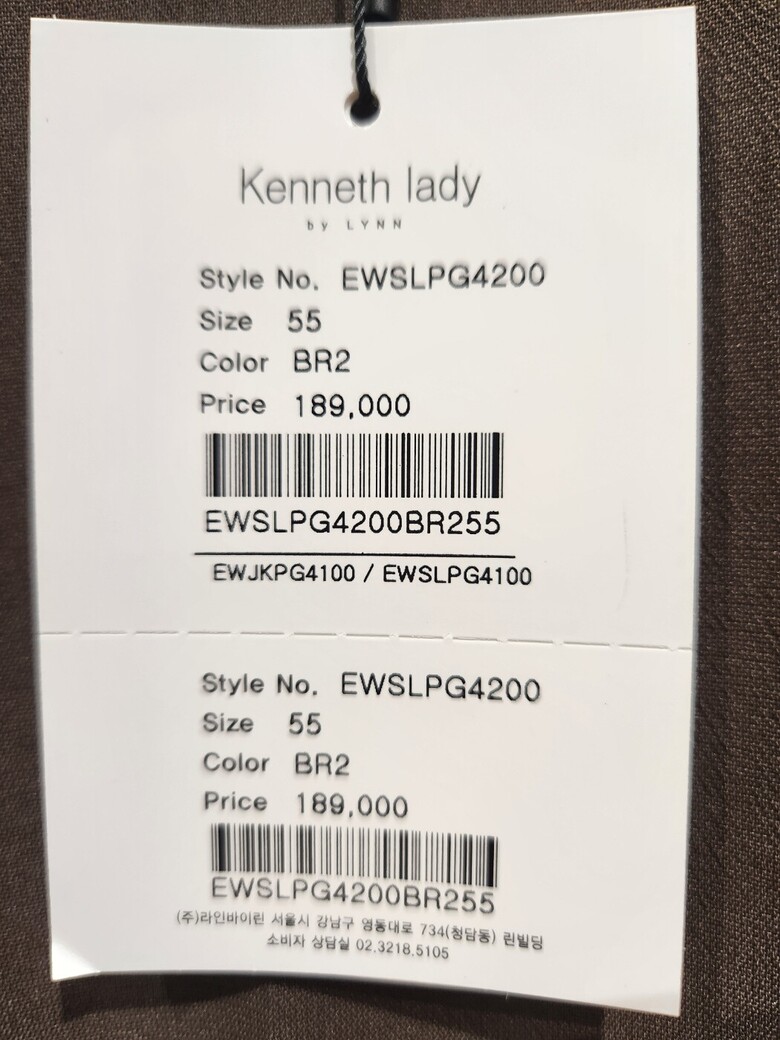 Kenneth lady
by LYNN
Style No. EWSLPG4200
Size 55
Color BR2
Price 189,000
EWSLPG4200BR255
EWJKPG4100 / EWSLPG4100
Style No. EWSLPG4200
Size 55
Color BR2
Price 189,000
EWSLPG4200BR255
(주)라인바이린 서울시 강남구 영동대로 734(청담동) 린빌딩
소비자 상담실 02.3218.5105